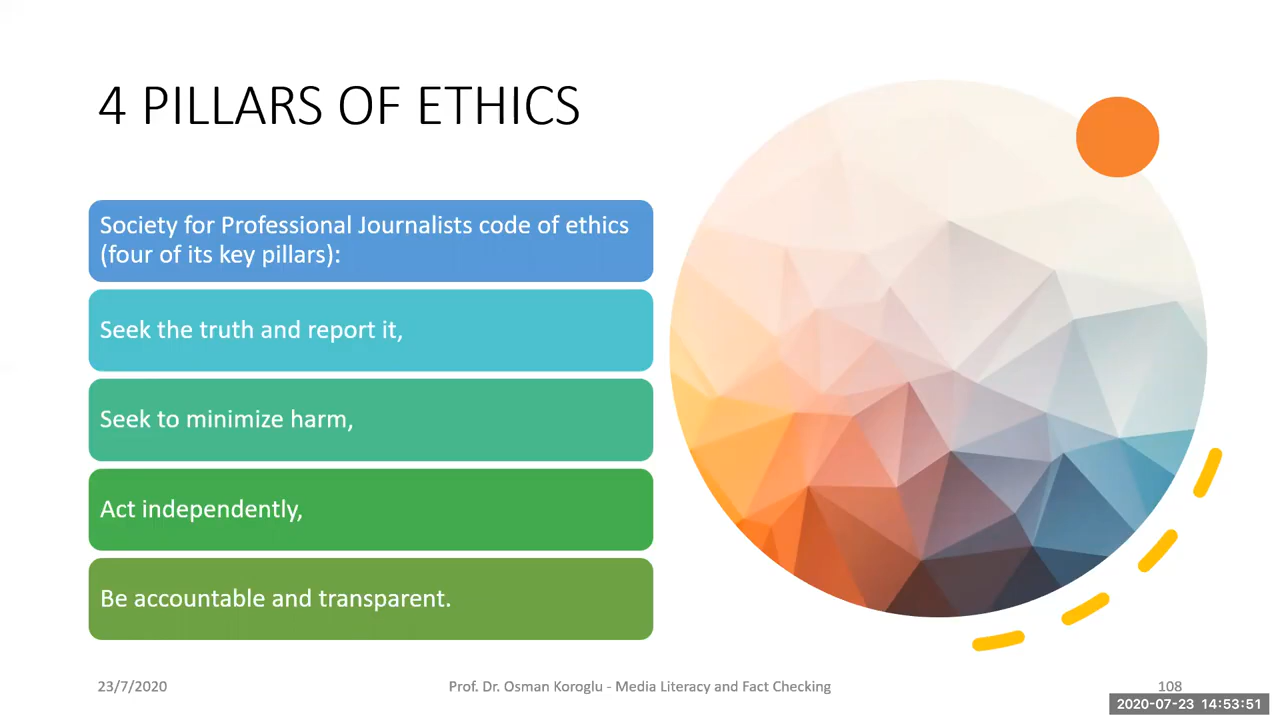 4 PILLARS OF ETHICS
Society for Professional Journalists code of ethics
(four of its key pillars):
Seek the truth and report it,
Seek to minimize harm,
Act independently,
Be accountable and transparent.
23/7/2020
Prof. Dr. Osman Koroglu - Media Literacy and Fact Checking
108
2020-07-23 14:53:51